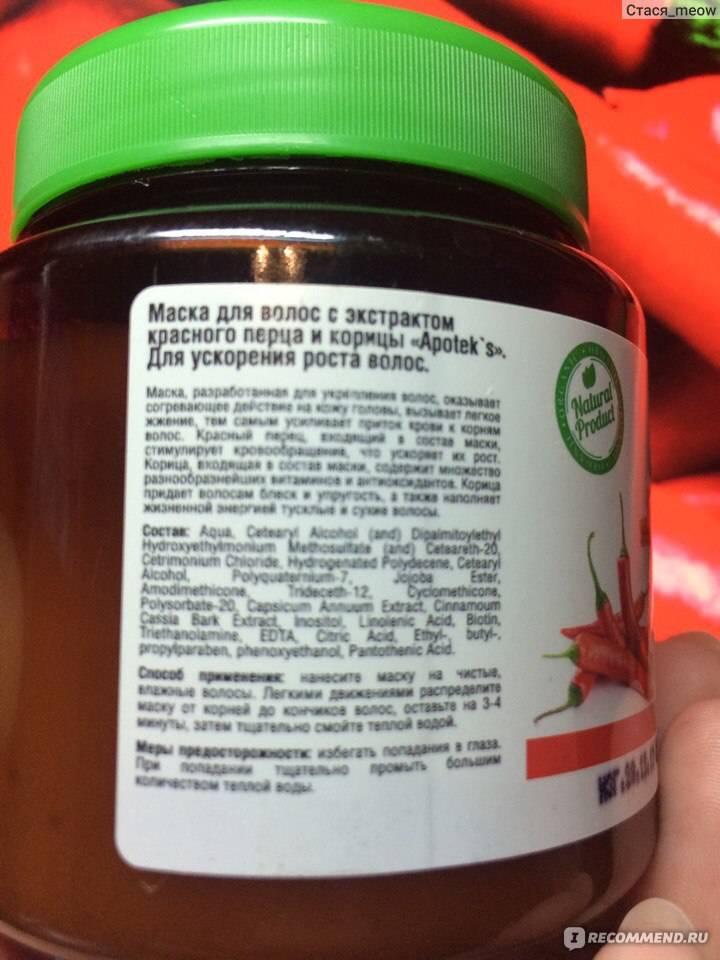 Стася_meow
Маска для волос с экстрактом
красного перца и корицы «Apotek`s».
Для ускорения роста волос.
Маска, разработанная для укрепления волос, оказывает
согревающее действие на кожу головы, вызывает легкое
жжение, тем самым усиливает приток крови к корням
волос. Красный перец, входящий в состав маски,
стимулирует кровообращение, что ускоряет их рост.
Корица, входящая в состав маски, содержит множество
разнообразнейших витаминов и антиоксидантов. Корица
придает волосам блеск и упругость, а также наполняет
жизненной энергией тусклые и сухие волосы.
Состав: Aqua, Cetearyl Alcohol (and) Dipalmitoylethyl
Hydroxyethylmonium Methosulfate (and) Ceteareth-20,
Cetrimonium Chloride, Hydrogenated Polydecene, Cetearyl
Alcohol, Polyquaternium-7, Jojoba Ester,
Amodimethicone, Trideceth-12, Cyclomethicone,
Polysorbate-20, Capsicum Annuum Extract, Cinnamoum
Cassia Bark Extract, Inositol, Linolenic Acid, Biotin,
Triethanolamine, EDTA, Citric Acid, Ethyl-, butyl-,
propylparaben, phenoxyethanol, Pantothenic Acid.
Способ применения: нанесите маску на чистые,
влажные волосы. Легкими движениями распределите
маску от корней до кончиков волос, оставьте на 3-4
минуты, затем тщательно смойте теплой водой.
Меры предосторожности: избегать попадания в глаза.
При попадании тщательно промыть большим
количеством теплой воды.
Natural
Product
ИЗГ.
IRECOMMEND.RU